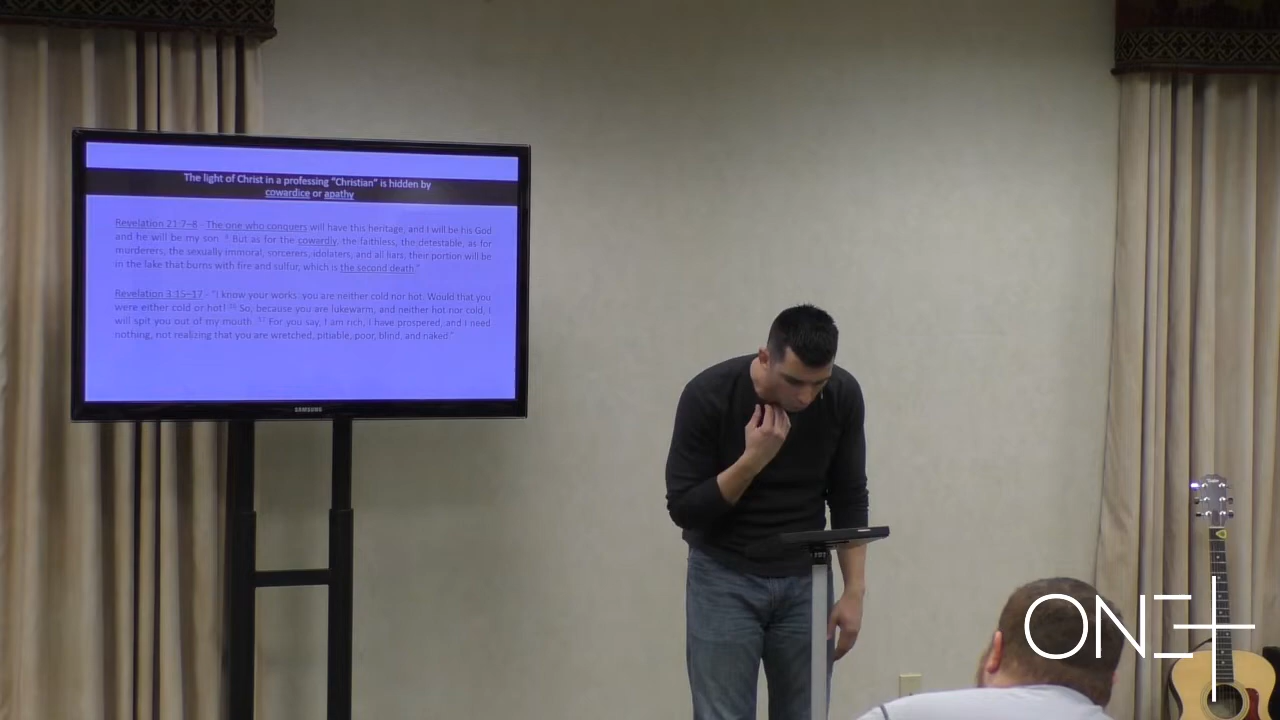 The light of Christ in a professing “Christian” is hidden by
cowardice or apathy
Revelation 21:7–8 - The one who conquers will have this heritage, and I will be his God
and he will be my son. 8 But as for the cowardly, the faithless, the detestable, as for
murderers, the sexually immoral, sorcerers, idolaters, and all liars, their portion will be
in the lake that burns with fire and sulfur, which is the second death.”
Revelation 3:15–17 - “I know your works: you are neither cold nor hot. Would that you
were either cold or hot! 16 So, because you are lukewarm, and neither hot nor cold, I
will spit you out of my mouth. 17 For you say, I am rich, I have prospered, and I need
nothing, not realizing that you are wretched, pitiable, poor, blind, and naked.”
SAMSUNG
Taylor
ONE